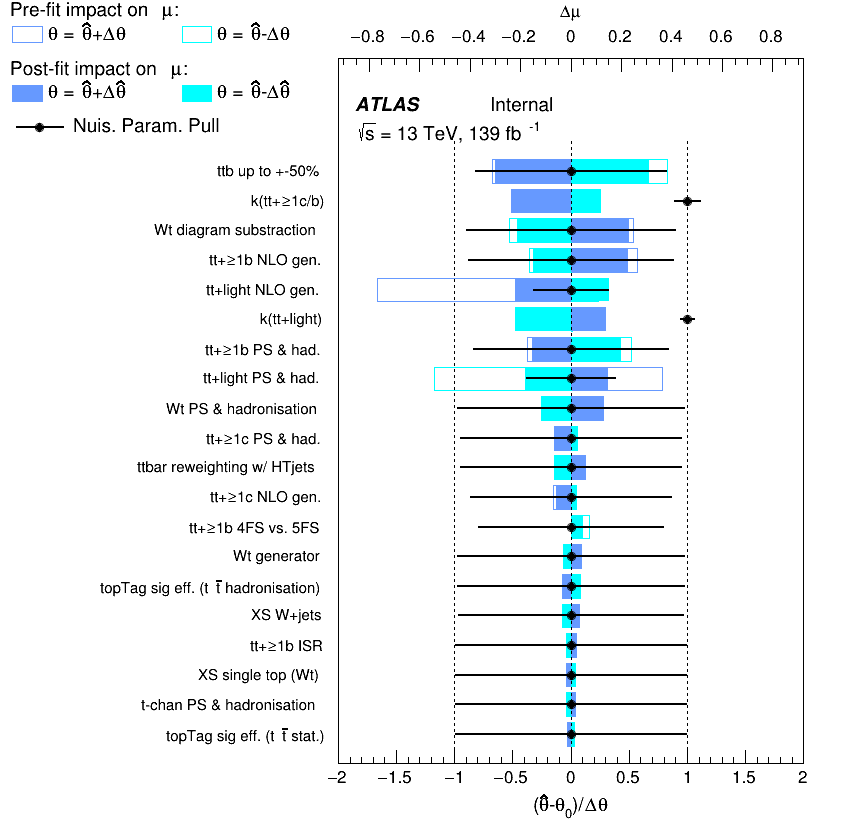 Pre-fit impact on μ:
θ = θ̂+Δθ θ = θ̂-Δθ
Post-fit impact on μ:
θ = θ̂+Δθ̂ θ = θ̂-Δθ̂
Nuis. Param. Pull
Δμ
−0.8 −0.6 −0.4 −0.2 0 0.2 0.4 0.6 0.8
ATLAS Internal
√s = 13 TeV, 139 fb⁻¹
ttb up to +-50%
k(tt+≥1c/b)
Wt diagram substraction
tt+≥1b NLO gen.
tt+light NLO gen.
k(tt+light)
tt+≥1b PS & had.
tt+light PS & had.
Wt PS & hadronisation
tt+≥1c PS & had.
ttbar reweighting w/ HTjets
tt+≥1c NLO gen.
tt+≥1b 4FS vs. 5FS
Wt generator
topTag sig eff. (t t̄ hadronisation)
XS W+jets
tt+≥1b ISR
XS single top (Wt)
t-chan PS & hadronisation
topTag sig eff. (t t̄ stat.)
−2 −1.5 −1 −0.5 0 0.5 1 1.5 2
(θ̂-θ₀)/Δθ